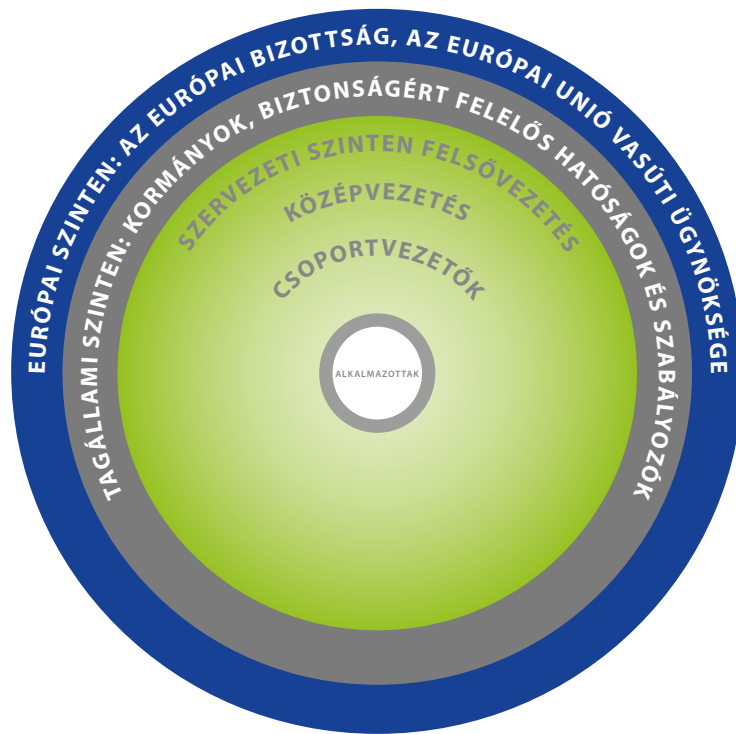 EURÓPAI SZINTEN: AZ EURÓPAI BIZOTTSÁG, AZ EURÓPAI UNIÓ VASÚTI ÜGYNÖKSÉGE
TAGÁLLAMI SZINTEN: KORMÁNYOK, BIZTONSÁGÉRT FELELŐS HATÓSÁGOK ÉS SZABÁLYOZÓK
SZERVEZETI SZINTEN FELSŐVEZETÉS
KÖZÉPVEZETÉS
CSOPORTVEZETŐK
ALKALMAZOTTAK